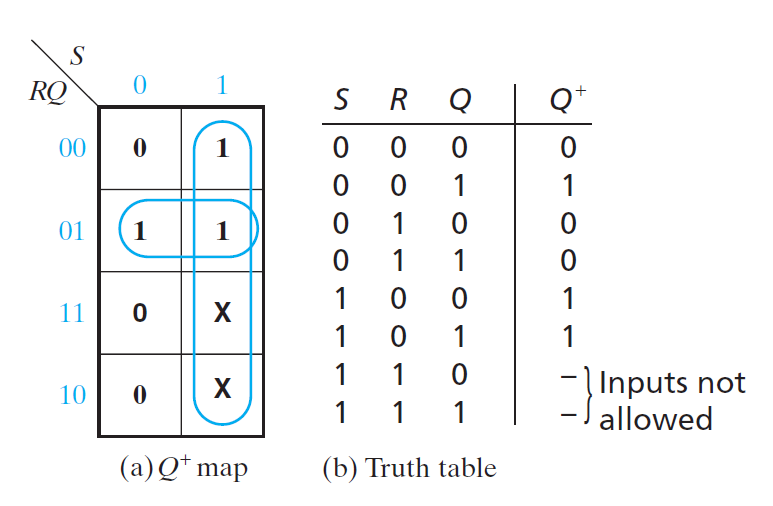 S
RQ 0 1
00 0 1
01 1 1
11 0 X
10 0 X
(a) Q⁺ map
S R Q Q⁺
0 0 0 0
0 0 1 1
0 1 0 0
0 1 1 0
1 0 0 1
1 0 1 1
1 1 0 – Inputs not
1 1 1 – allowed
(b) Truth table